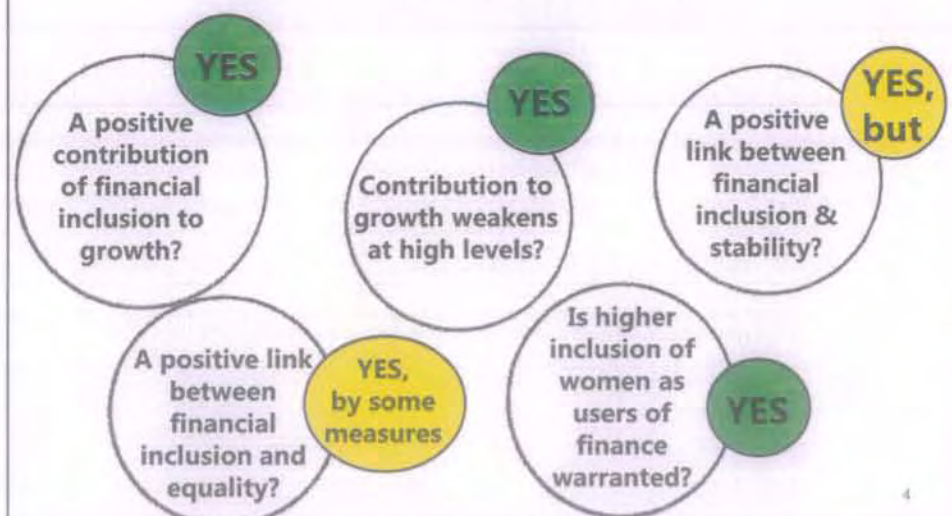 YES
A positive
contribution
of financial
inclusion to
growth?
YES
Contribution to
growth weakens
at high levels?
YES,
but
A positive
link between
financial
inclusion &
stability?
A positive link
between
financial
inclusion and
equality?
YES,
by some
measures
Is higher
inclusion of
women as
users of
finance
warranted?
YES
4